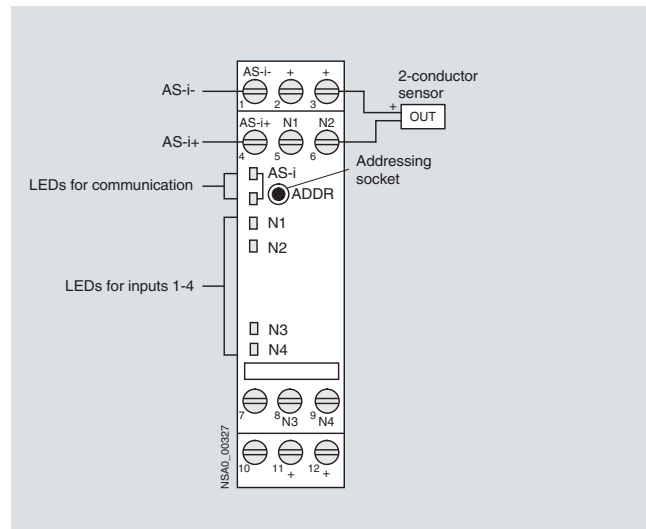 AS-i- + +
2-conductor
sensor
AS-i-
1 2 3
+
OUT
AS-i+ N1 N2
AS-i+
4 5 6
Addressing
socket
AS-i
LEDs for communication
ADDR
N1
N2
LEDs for inputs 1-4
N3
N4
7 8 N3 9 N4
10 11 + 12 +
NSA0_00327